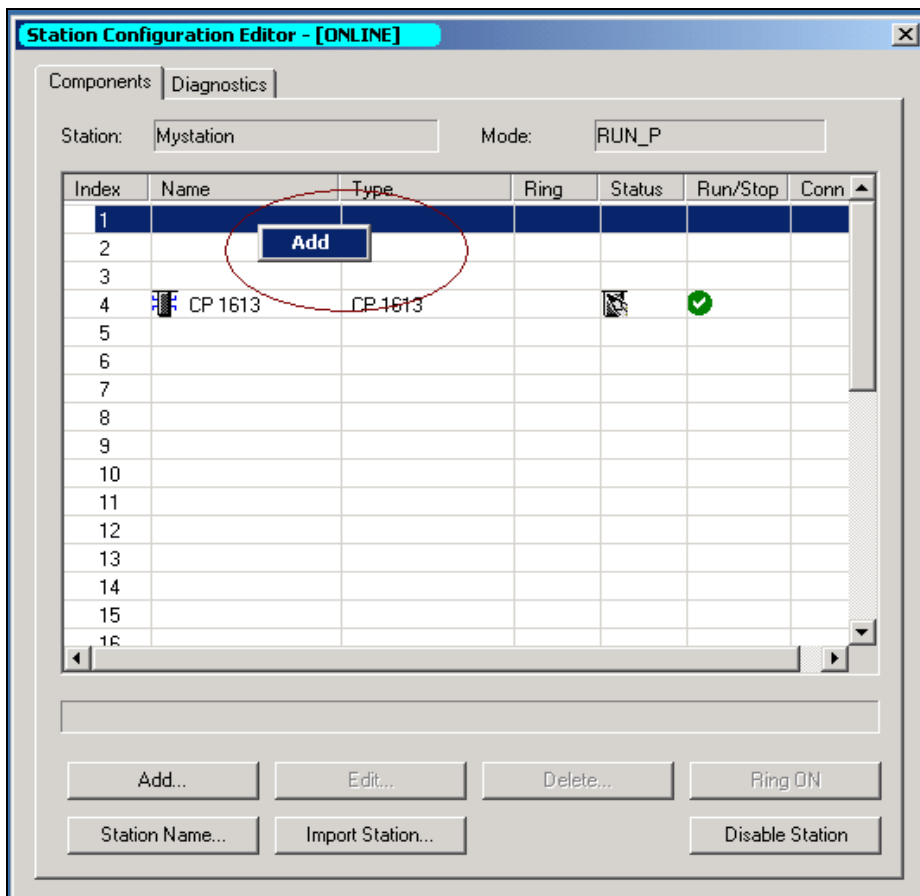 Station Configuration Editor - [ONLINE]
Components Diagnostics
Station: Mystation Mode: RUN_P
Index Name Type Ring Status Run/Stop Conn
1
Add
2
3
4 CP 1613 CP 1613
5
6
7
8
9
10
11
12
13
14
15
16
Add... Edit... Delete... Ring ON
Station Name... Import Station... Disable Station